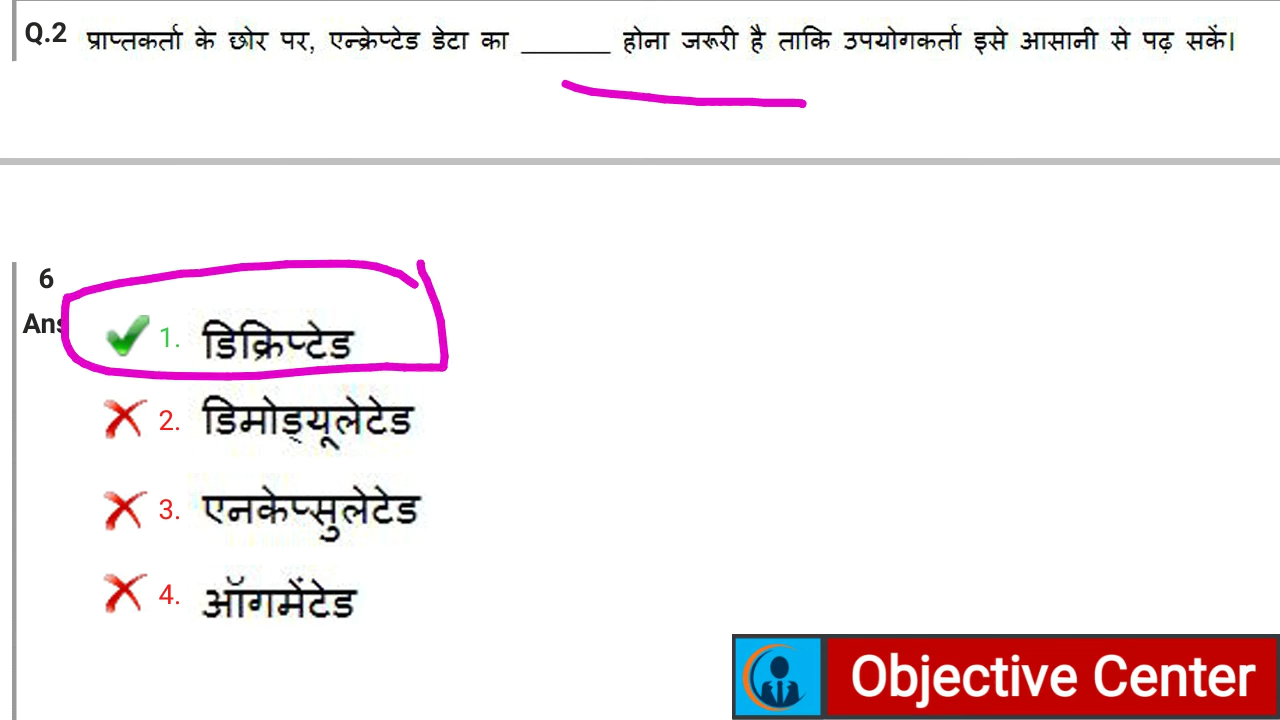 Q.2 प्राप्तकर्ता के छोर पर, एन्क्रेप्टेड डेटा का _______ होना जरूरी है ताकि उपयोगकर्ता इसे आसानी से पढ़ सकें।
6
Ans
1. डिक्रिप्टेड
2. डिमोड्यूलेटेड
3. एनकेप्सुलेटेड
4. ऑगमेंटेड
Objective Center